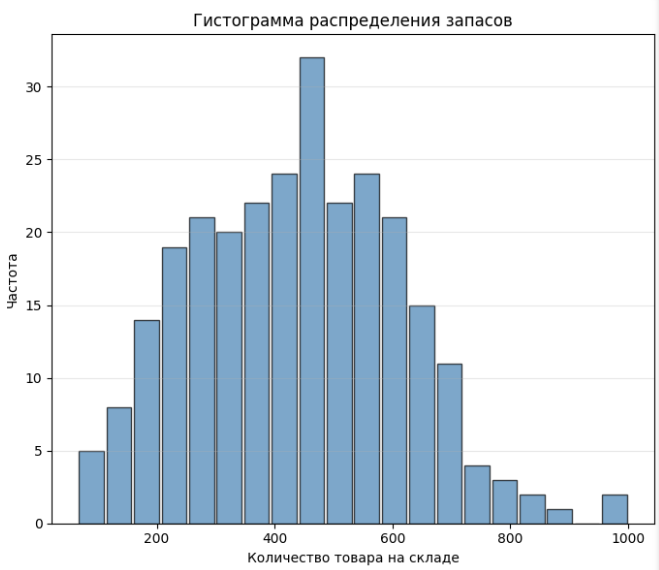 Гистограмма распределения запасов
30
25
20
15
10
5
0
Частота
200 400 600 800 1000
Количество товара на складе